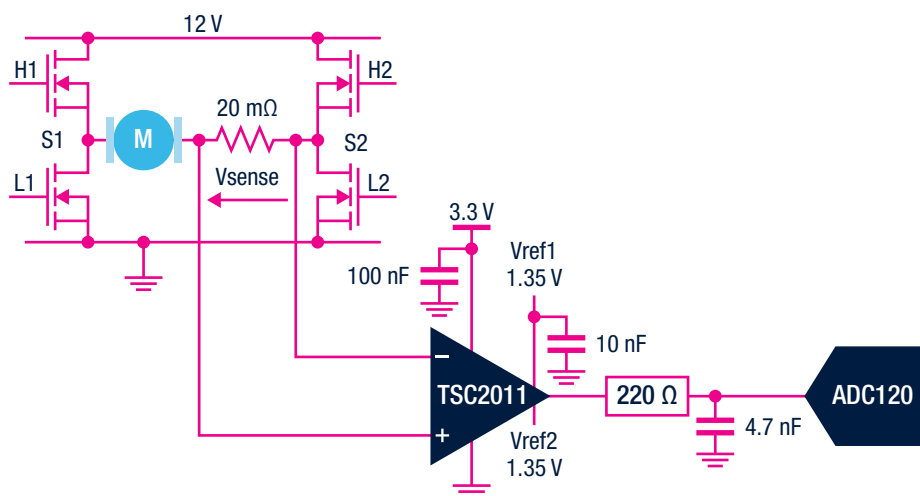 12 V
H1
H2
20 mΩ
S1
M
S2
Vsense
L1
L2
3.3 V
Vref1
1.35 V
100 nF
10 nF
−
TSC2011
+
220 Ω
ADC120
4.7 nF
Vref2
1.35 V